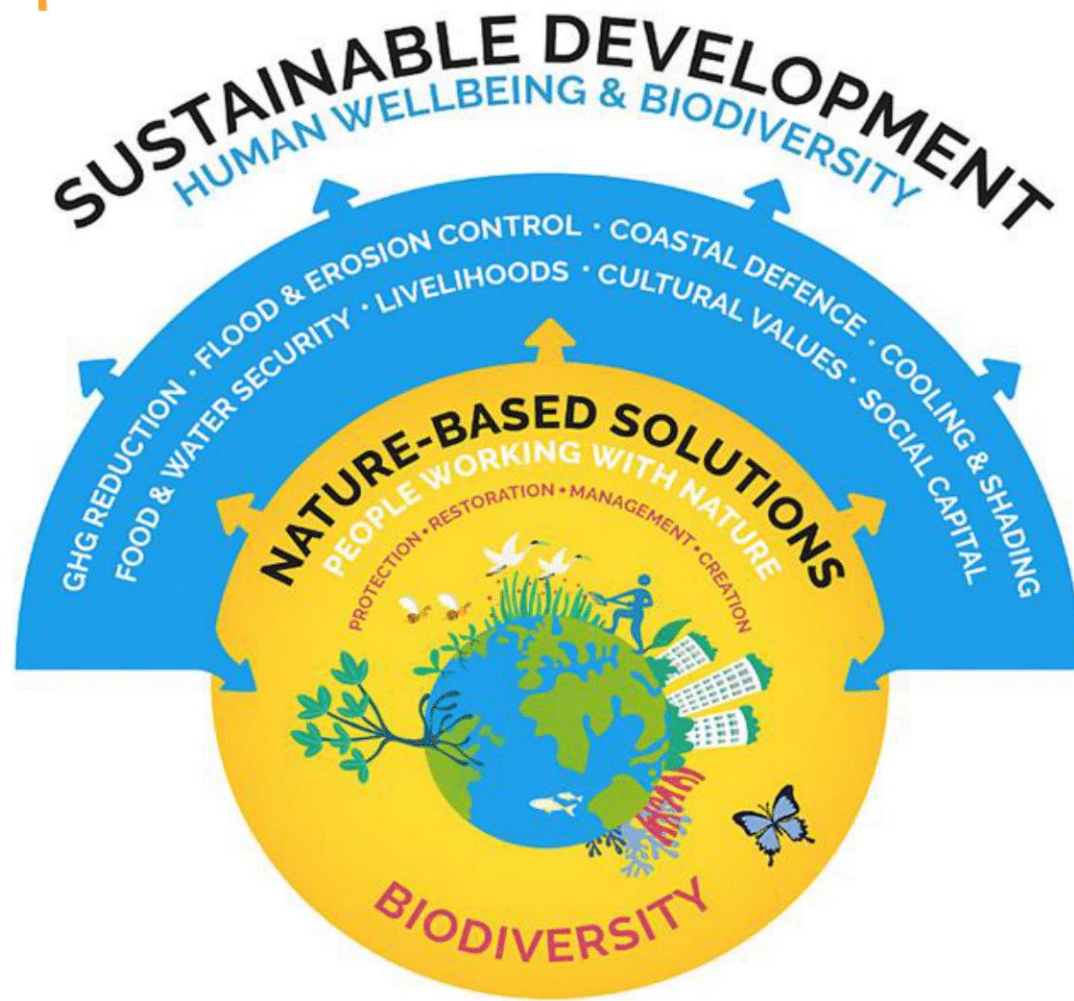 SUSTAINABLE DEVELOPMENT
HUMAN WELLBEING & BIODIVERSITY
GHG REDUCTION · FLOOD & EROSION CONTROL · COASTAL DEFENCE · COOLING & SHADING
FOOD & WATER SECURITY · LIVELIHOODS · CULTURAL VALUES · SOCIAL CAPITAL
NATURE-BASED SOLUTIONS
PEOPLE WORKING WITH NATURE
PROTECTION • RESTORATION • MANAGEMENT • CREATION
BIODIVERSITY